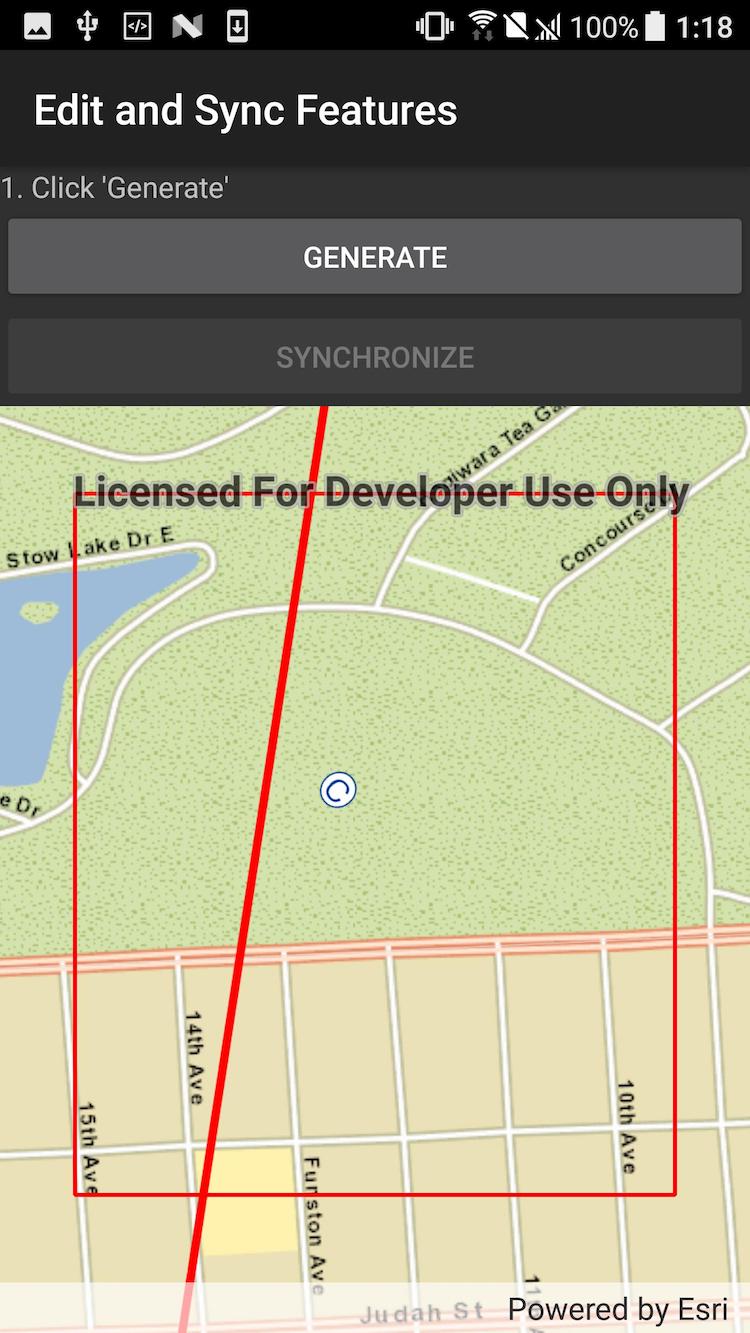 100% 1:18
Edit and Sync Features
1. Click 'Generate'
GENERATE
SYNCHRONIZE
Tea
Licensed For Developer Use Only
Stow Lake Dr E
Concourse
e Dr
14th Ave
10th Ave
15th Ave
Funston Ave
Judah St
Powered by Esri